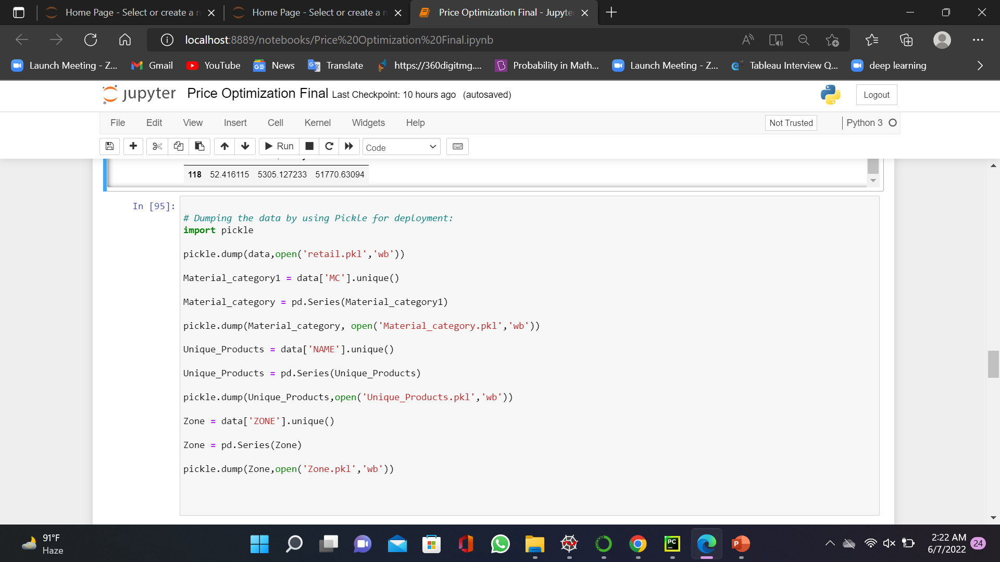 Home Page - Select or create a n
Home Page - Select or create a n
Price Optimization Final - Jupyte
localhost:8889/notebooks/Price%20Optimization%20Final.ipynb
Launch Meeting - Z...
Gmail
YouTube
News
Translate
https://360digitmg....
Probability in Math...
Launch Meeting - Z...
Tableau Interview Q...
deep learning
jupyter Price Optimization Final Last Checkpoint: 10 hours ago (autosaved)
Logout
File Edit View Insert Cell Kernel Widgets Help
Not Trusted
Python 3
Run
Code
118 52.416115 5305.127233 51770.63094
In [95]:
# Dumping the data by using Pickle for deployment:
import pickle
pickle.dump(data,open('retail.pkl','wb'))
Material_category1 = data['MC'].unique()
Material_category = pd.Series(Material_category1)
pickle.dump(Material_category, open('Material_category.pkl','wb'))
Unique_Products = data['NAME'].unique()
Unique_Products = pd.Series(Unique_Products)
pickle.dump(Unique_Products,open('Unique_Products.pkl','wb'))
Zone = data['ZONE'].unique()
Zone = pd.Series(Zone)
pickle.dump(Zone,open('Zone.pkl','wb'))
91°F
Haze
PC
P
2:22 AM
6/7/2022
24